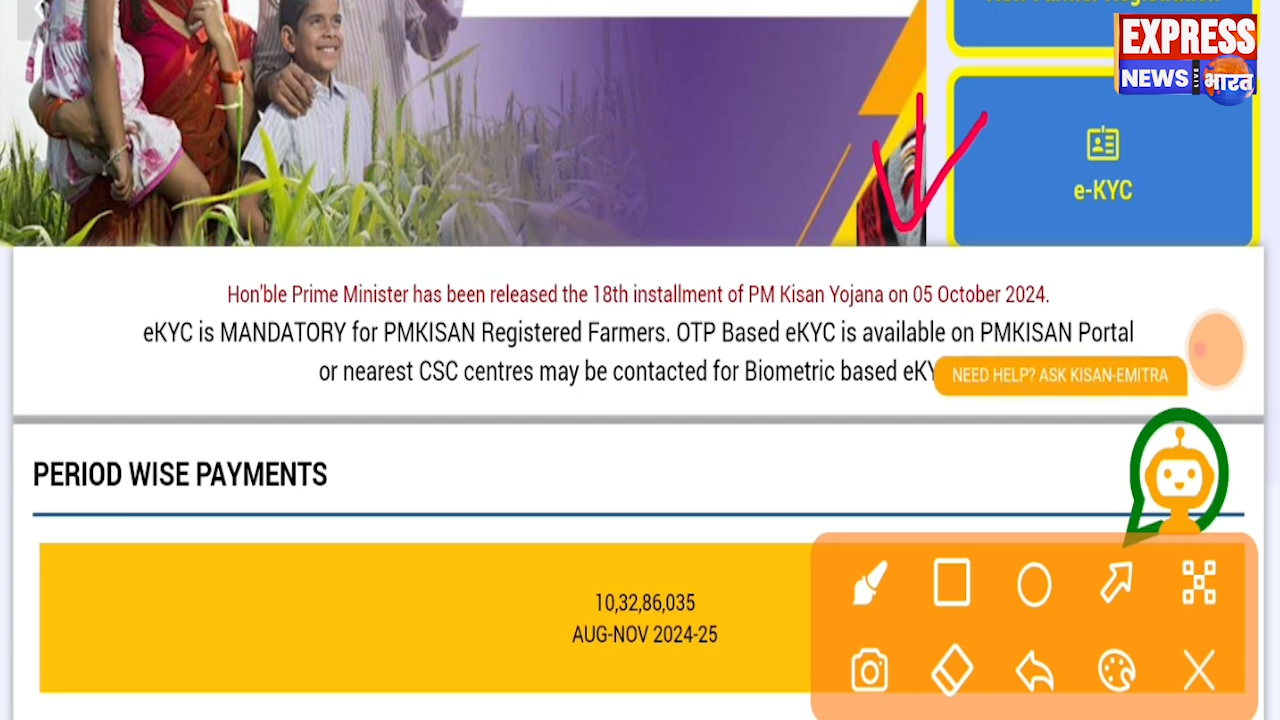 EXPRESS
NEWS LIVE भारत
e-KYC
Hon'ble Prime Minister has been released the 18th installment of PM Kisan Yojana on 05 October 2024.
eKYC is MANDATORY for PMKISAN Registered Farmers. OTP Based eKYC is available on PMKISAN Portal
or nearest CSC centres may be contacted for Biometric based
NEED HELP? ASK KISAN-EMITRA
PERIOD WISE PAYMENTS
10,32,86,035
AUG-NOV 2024-25